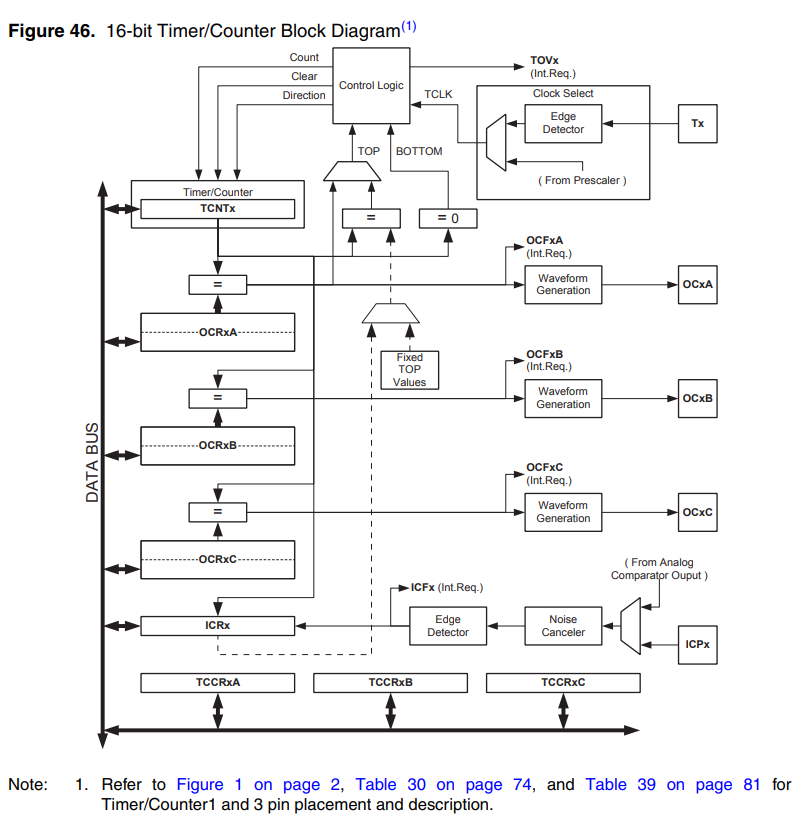 Figure 46. 16-bit Timer/Counter Block Diagram(1)
Count
Clear
Direction
Control Logic
TOVx
(Int.Req.)
TCLK
Clock Select
Edge
Detector
Tx
( From Prescaler )
TOP
BOTTOM
Timer/Counter
TCNTx
=
= 0
=
OCRxA
OCFxA
(Int.Req.)
Waveform
Generation
OCxA
Fixed
TOP
Values
=
OCRxB
OCFxB
(Int.Req.)
Waveform
Generation
OCxB
DATA BUS
=
OCRxC
OCFxC
(Int.Req.)
Waveform
Generation
OCxC
( From Analog
Comparator Ouput )
ICFx (Int.Req.)
ICRx
Edge
Detector
Noise
Canceler
ICPx
TCCRxA
TCCRxB
TCCRxC
Note: 1. Refer to Figure 1 on page 2, Table 30 on page 74, and Table 39 on page 81 for
Timer/Counter1 and 3 pin placement and description.